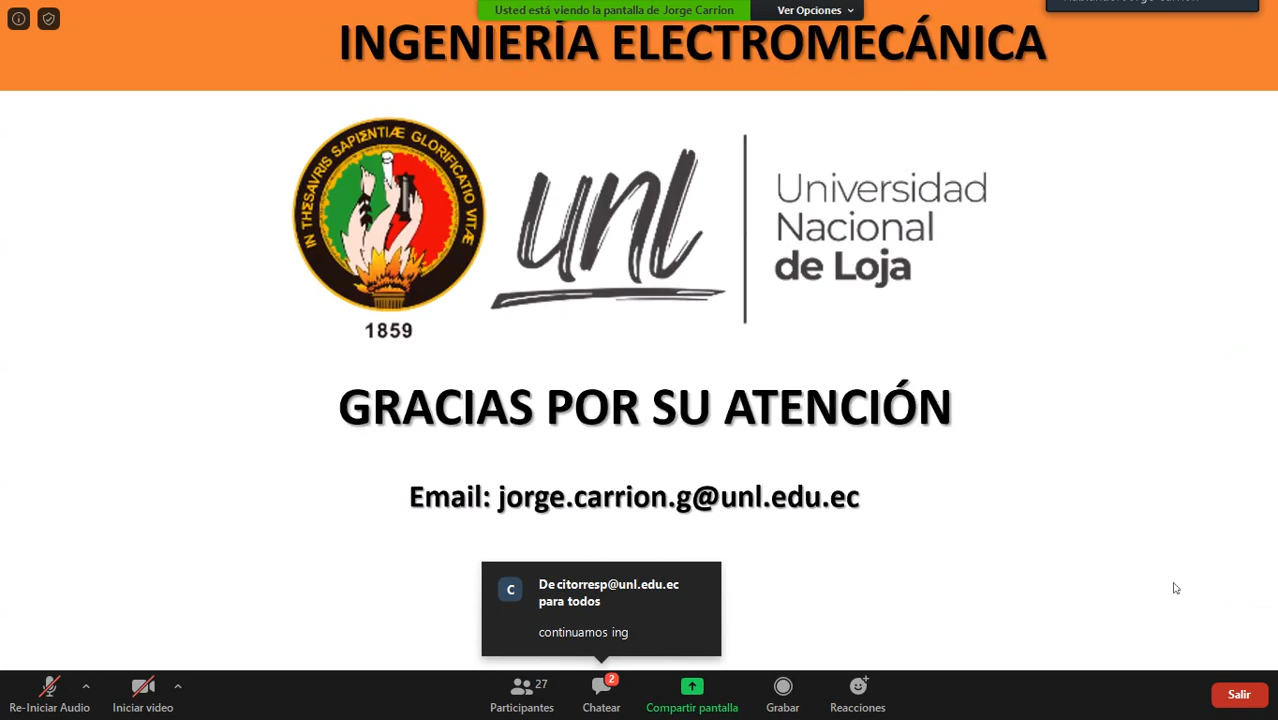 Usted está viendo la pantalla de Jorge Carrion
Ver Opciones
INGENIERÍA ELECTROMECÁNICA
IN THESAVRIS SAPIENTIÆ GLORIFICATIO VITÆ
1859
unl
Universidad
Nacional
de Loja
GRACIAS POR SU ATENCIÓN
Email: jorge.carrion.g@unl.edu.ec
C
De citorresp@unl.edu.ec
para todos
continuamos ing
Re-Iniciar Audio
Iniciar video
27
Participantes
2
Chatear
Compartir pantalla
Grabar
Reacciones
Salir